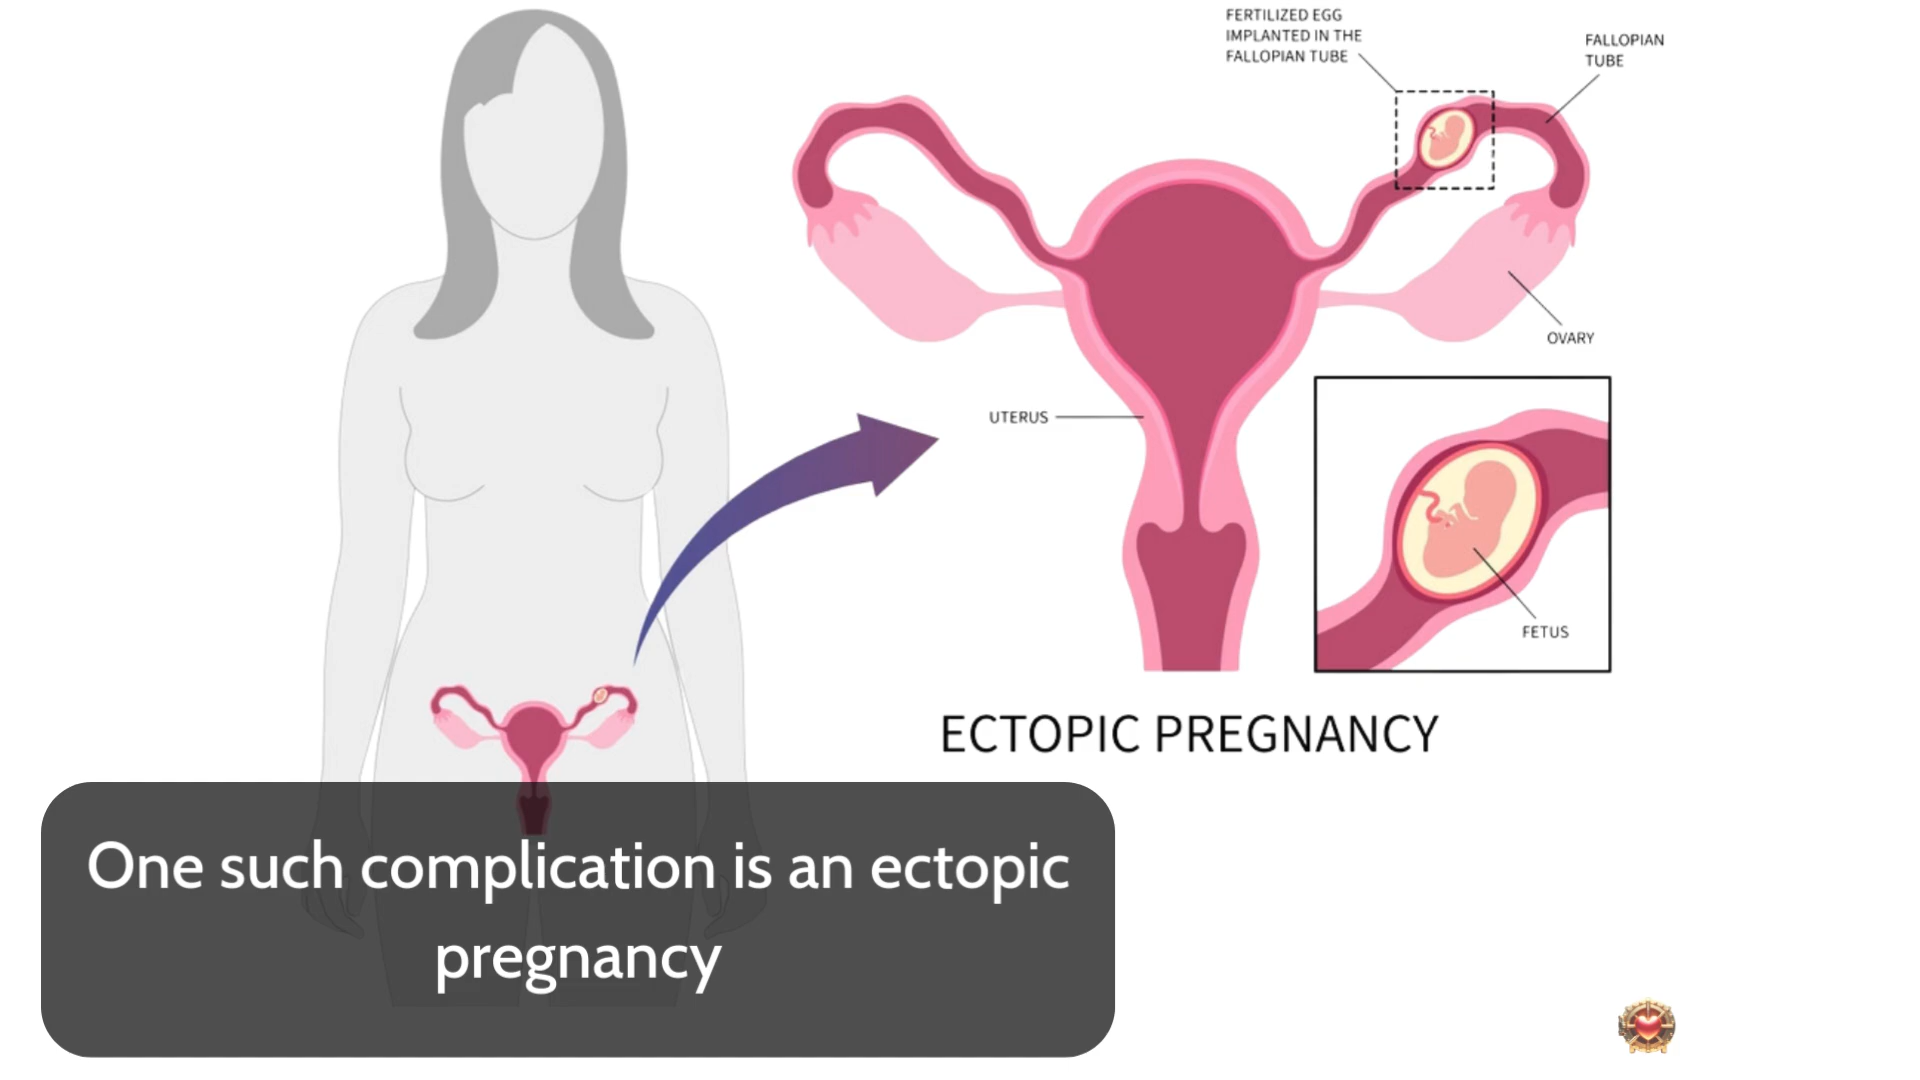 FERTILIZED EGG
IMPLANTED IN THE
FALLOPIAN TUBE
FALLOPIAN
TUBE
OVARY
UTERUS
FETUS
ECTOPIC PREGNANCY
One such complication is an ectopic
pregnancy